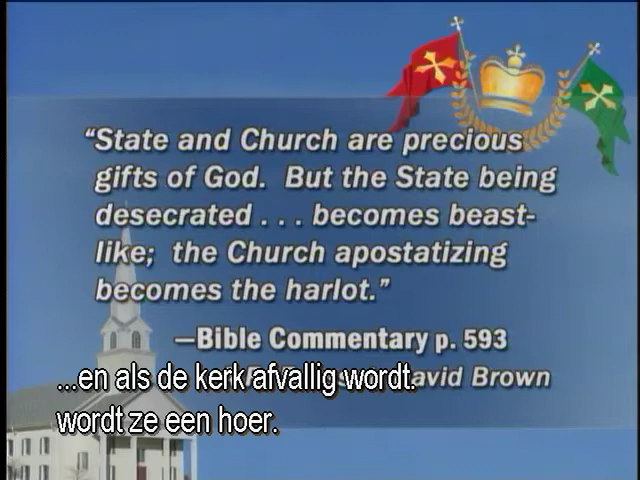 “State and Church are precious
gifts of God. But the State being
desecrated . . . becomes beast-
like; the Church apostatizing
becomes the harlot.”
—Bible Commentary p. 593
David Brown
...en als de kerk afvallig wordt.
wordt ze een hoer.